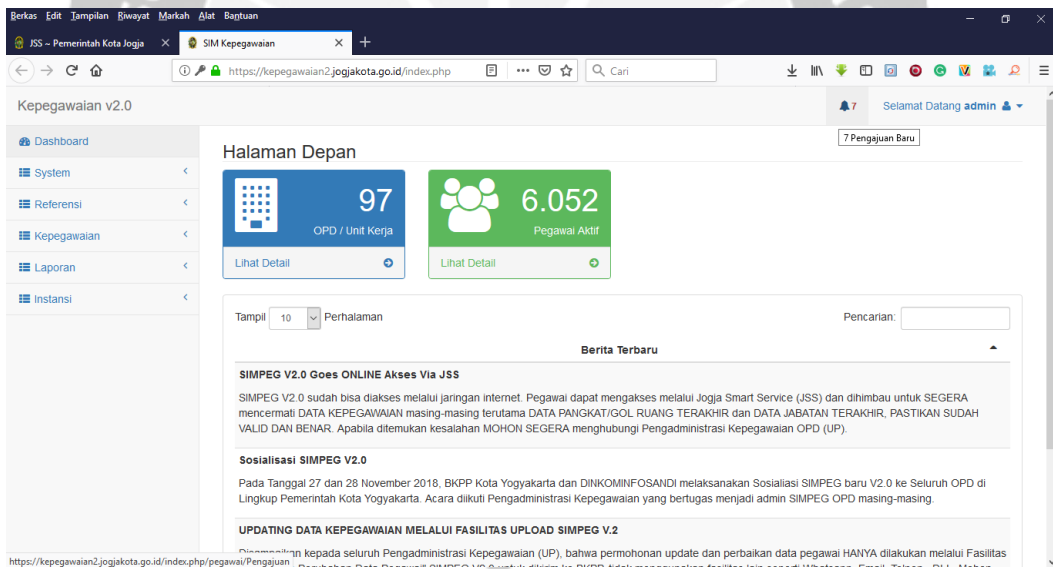 Berkas Edit Tampilan Riwayat Markah Alat Bantuan
JSS ~ Pemerintah Kota Jogja
SIM Kepegawaian
https://kepegawaian2.jogjakota.go.id/index.php
Cari
Kepegawaian v2.0
7
Selamat Datang admin
7 Pengajuan Baru
Dashboard
System
Referensi
Kepegawaian
Laporan
Instansi
Halaman Depan
97
OPD / Unit Kerja
Lihat Detail
6.052
Pegawai Aktif
Lihat Detail
Tampil 10 Perhalaman
Pencarian:
Berita Terbaru
SIMPEG V2.0 Goes ONLINE Akses Via JSS
SIMPEG V2.0 sudah bisa diakses melalui jaringan internet. Pegawai dapat mengakses melalui Jogja Smart Service (JSS) dan dihimbau untuk SEGERA
mencermati DATA KEPEGAWAIAN masing-masing terutama DATA PANGKAT/GOL RUANG TERAKHIR dan DATA JABATAN TERAKHIR, PASTIKAN SUDAH
VALID DAN BENAR. Apabila ditemukan kesalahan MOHON SEGERA menghubungi Pengadministrasi Kepegawaian OPD (UP).
Sosialisasi SIMPEG V2.0
Pada Tanggal 27 dan 28 November 2018, BKPP Kota Yogyakarta dan DINKOMINFOSANDI melaksanakan Sosialiasi SIMPEG baru V2.0 ke Seluruh OPD di
Lingkup Pemerintah Kota Yogyakarta. Acara diikuti Pengadministrasi Kepegawaian yang bertugas menjadi admin SIMPEG OPD masing-masing.
UPDATING DATA KEPEGAWAIAN MELALUI FASILITAS UPLOAD SIMPEG V.2
Disampaikan kepada seluruh Pengadministrasi Kepegawaian (UP), bahwa permohonan update dan perbaikan data pegawai HANYA dilakukan melalui Fasilitas
https://kepegawaian2.jogjakota.go.id/index.php/pegawai/Pengajuan